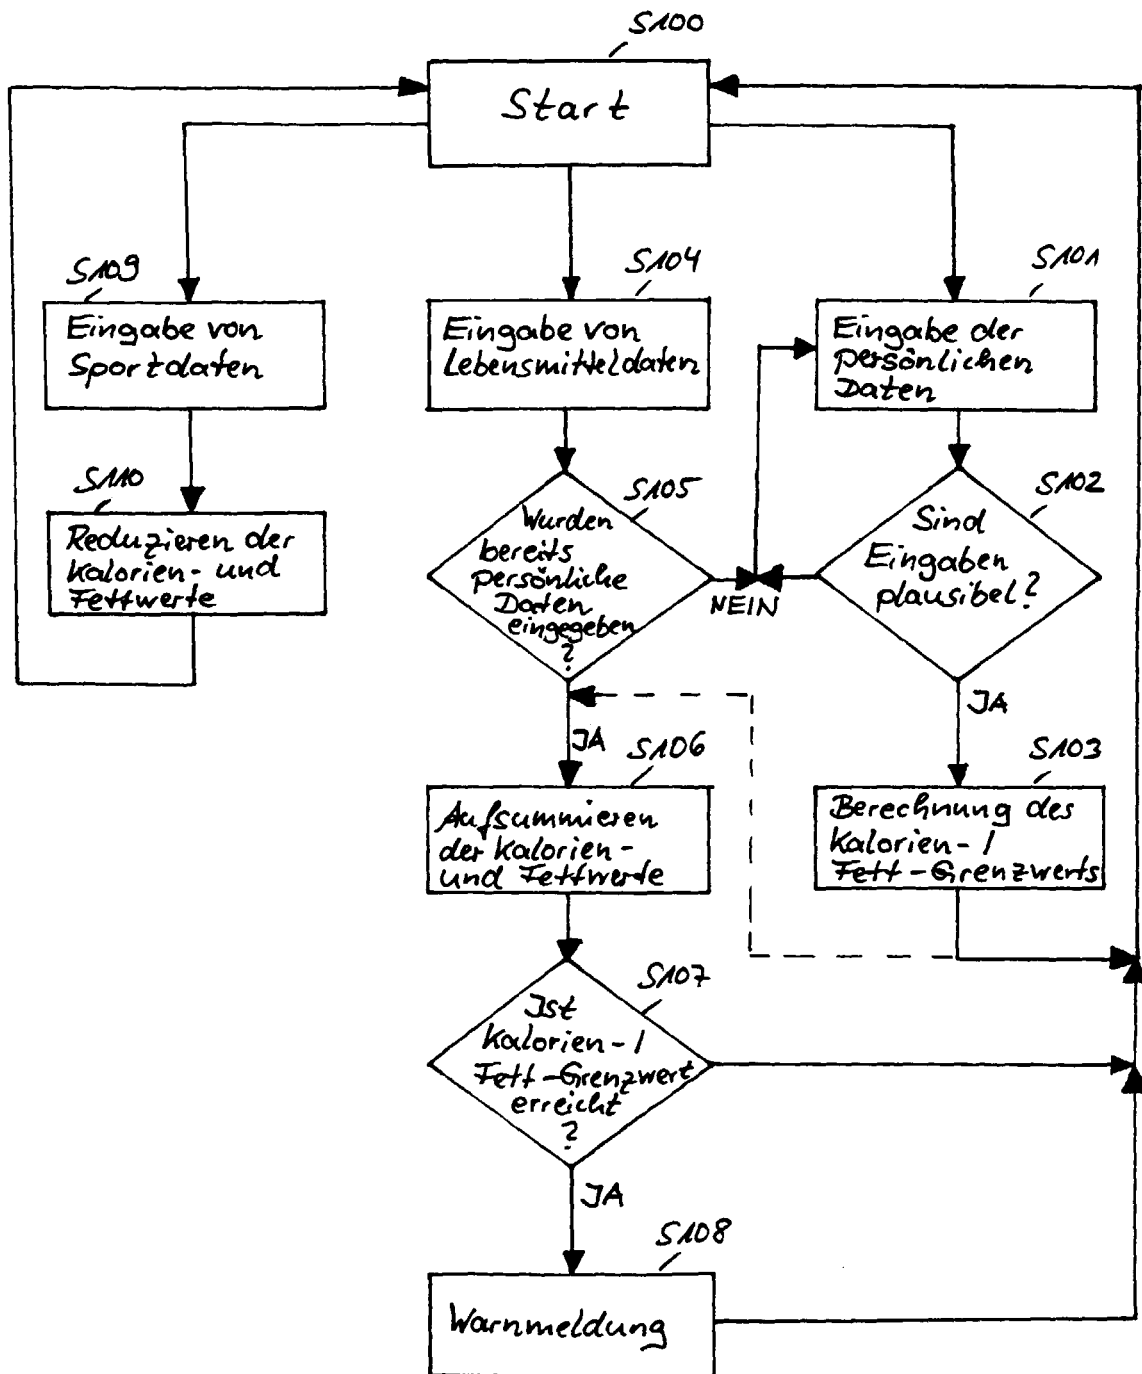 S100
Start
S109
Eingabe von
Sportdaten
S104
Eingabe von
Lebensmitteldaten
S101
Eingabe der
persönlichen
Daten
S110
Reduzieren der
Kalorien- und
Fettwerte
S105
Wurden
bereits
persönliche
Daten
eingegeben
?
NEIN
S102
Sind
Eingaben
plausibel?
JA
JA
S106
Aufsummieren
der Kalorien-
und Fettwerte
S103
Berechnung des
Kalorien-/
Fett-Grenzwerts
S107
Ist
Kalorien-/
Fett-Grenzwert
erreicht
?
JA
S108
Warnmeldung